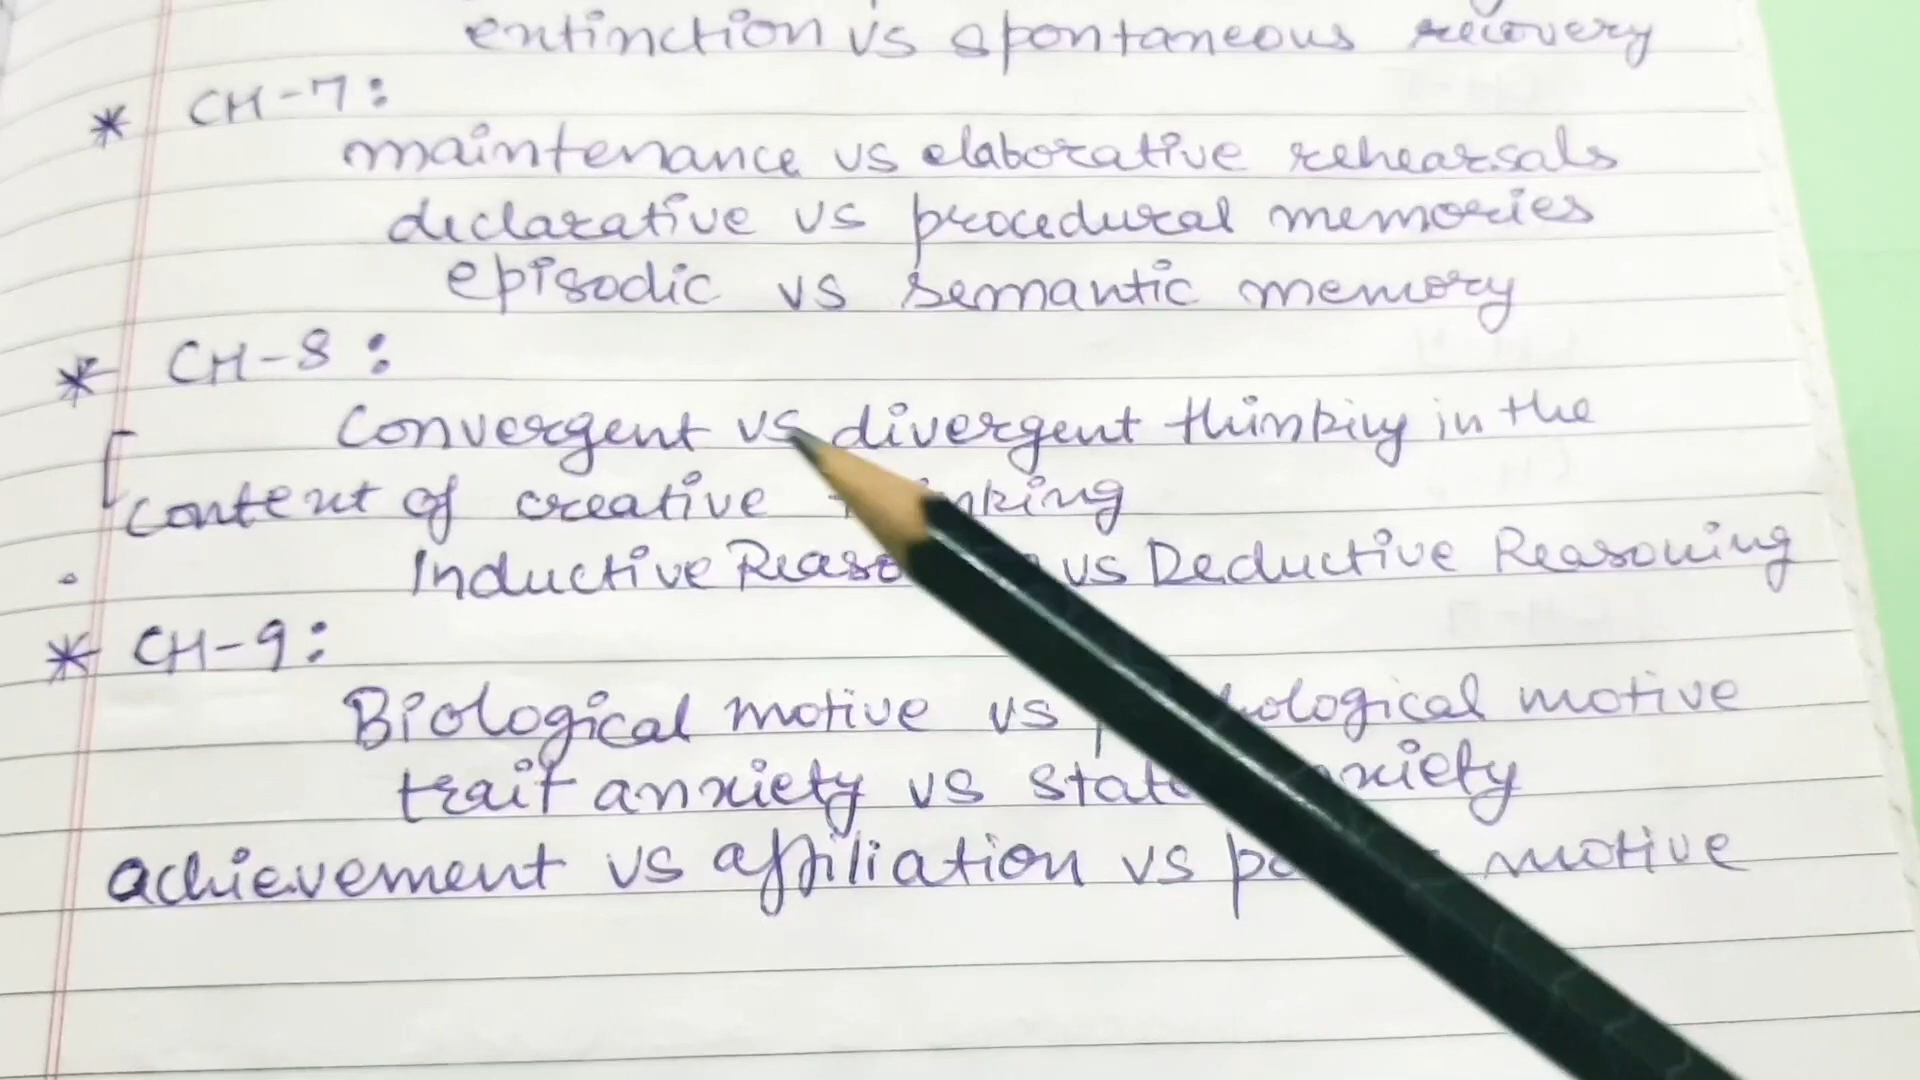 extinction vs spontaneous recovery
* CH-7:
maintenance vs elaborative rehearsals
declarative vs procedural memories
episodic vs semantic memory
* CH-8:
Convergent vs divergent thinking in the
content of creative
Inductive vs Deductive Reasoning
* CH-9:
Biological motive vs motive
trait anxiety vs
achievement vs affiliation vs motive